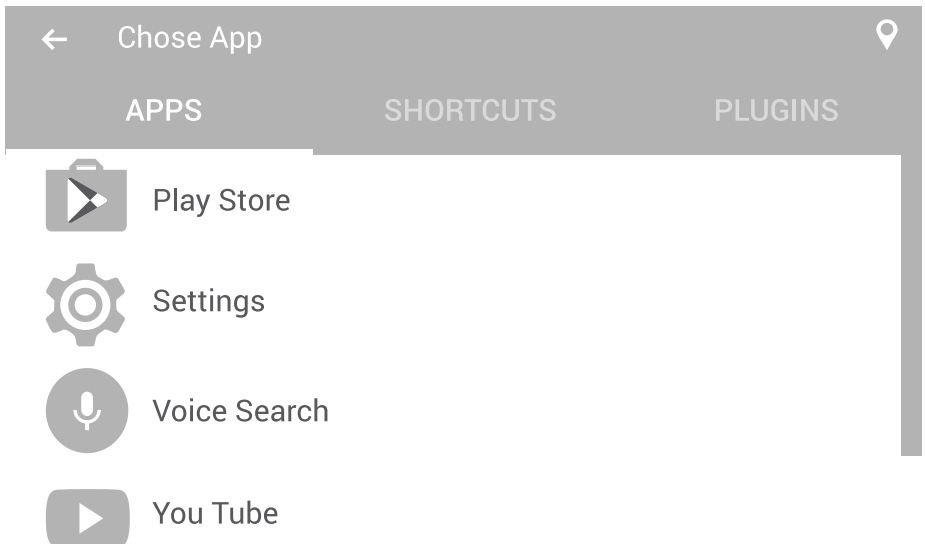 Chose App
APPS SHORTCUTS PLUGINS
Play Store
Settings
Voice Search
You Tube